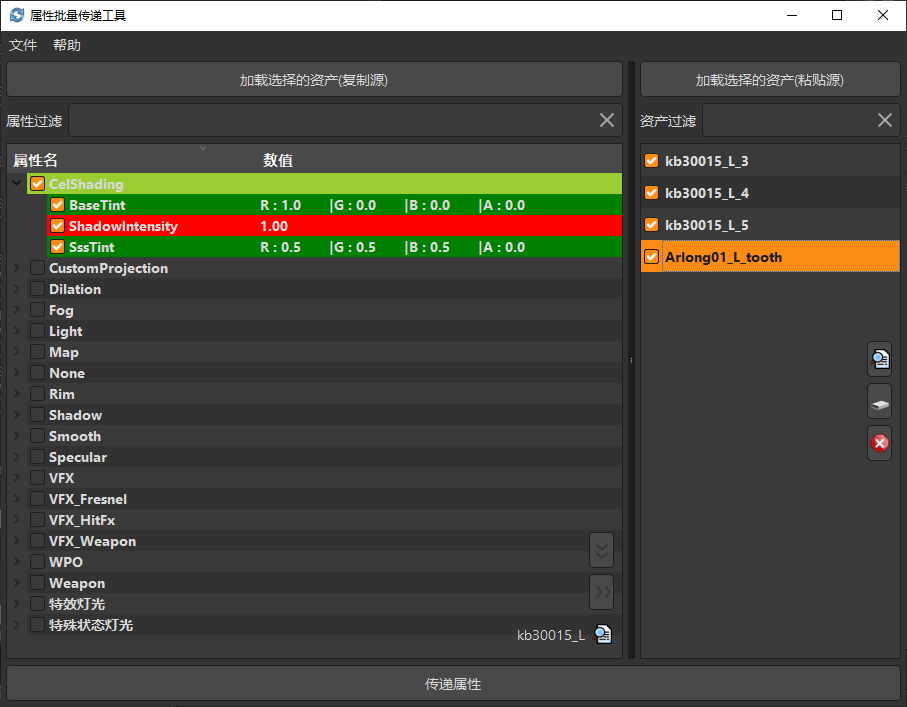 属性批量传递工具
文件 帮助
加载选择的资产(复制源)
属性过滤
属性名 数值
CelShading
BaseTint R : 1.0 |G : 0.0 |B : 0.0 |A : 0.0
ShadowIntensity 1.00
SssTint R : 0.5 |G : 0.5 |B : 0.5 |A : 0.0
CustomProjection
Dilation
Fog
Light
Map
None
Rim
Shadow
Smooth
Specular
VFX
VFX_Fresnel
VFX_HitFx
VFX_Weapon
WPO
Weapon
特效灯光
特殊状态灯光
kb30015_L
加载选择的资产(粘贴源)
资产过滤
kb30015_L_3
kb30015_L_4
kb30015_L_5
Arlong01_L_tooth
传递属性